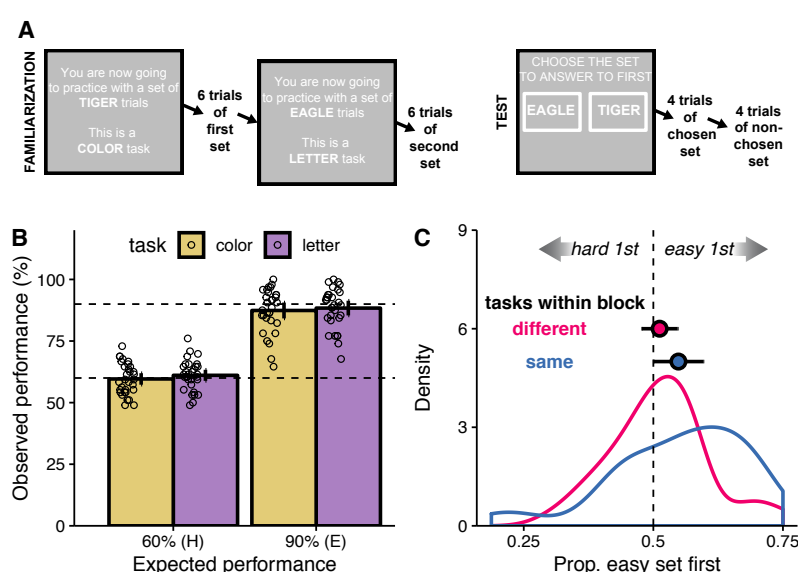 A
FAMILIARIZATION
You are now going
to practice with a set of
TIGER trials
This is a
COLOR task
6 trials
of
first
set
You are now going
to practice with a set of
EAGLE trials
This is a
LETTER task
6 trials
of
second
set
TEST
CHOOSE THE SET
TO ANSWER TO FIRST
EAGLE TIGER
4 trials
of
chosen
set
4 trials
of non-
chosen
set
B
task color letter
Observed performance (%)
100
75
50
25
0
60% (H) 90% (E)
Expected performance
C
hard 1st easy 1st
tasks within block
different
same
Density
9
6
3
0
0.25 0.5 0.75
Prop. easy set first